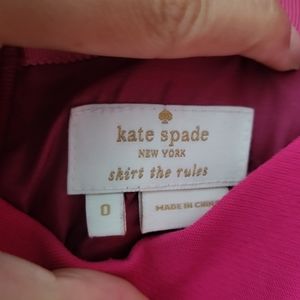 kate spade
NEW YORK
skirt the rules
0
MADE IN CHINA